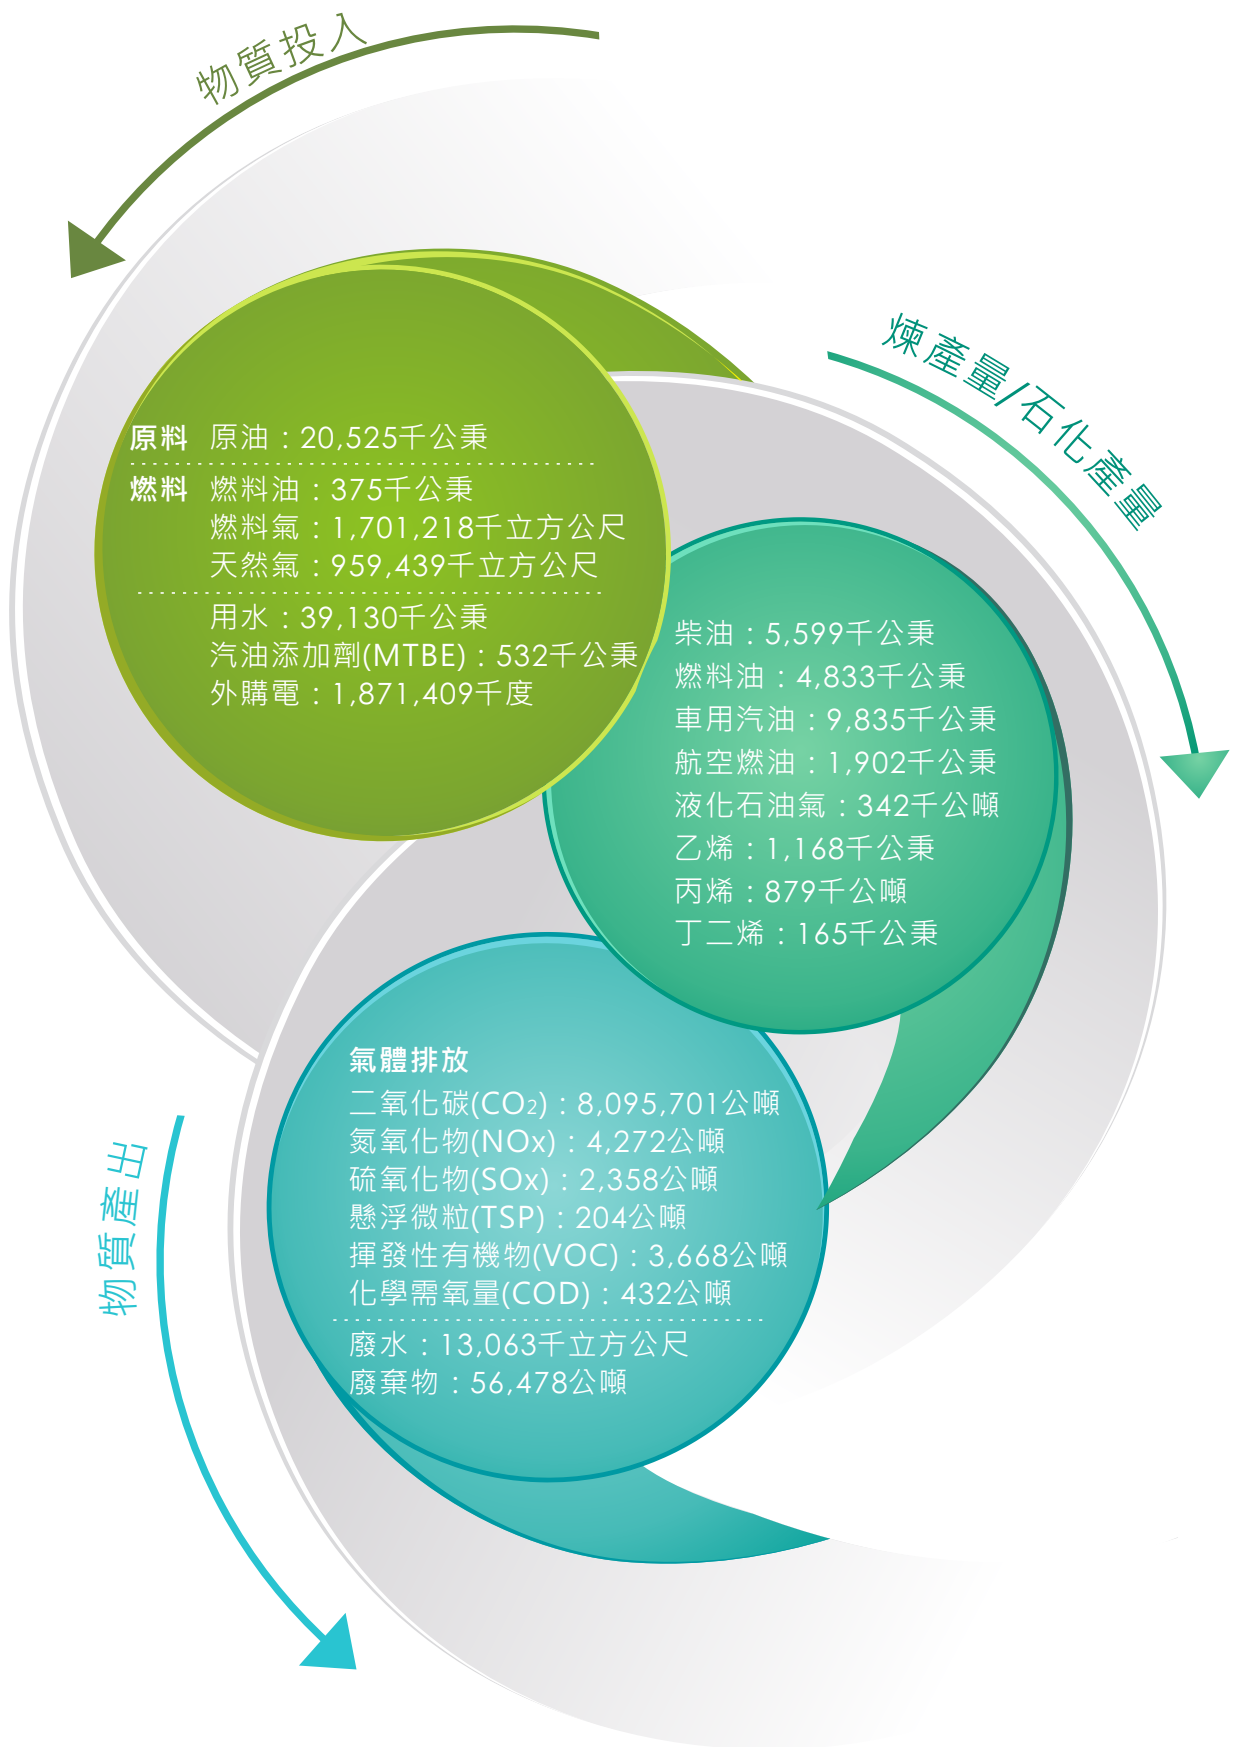 物質投入
原料 原油：20,525千公秉
燃料 燃料油：375千公秉
燃料氣：1,701,218千立方公尺
天然氣：959,439千立方公尺
用水：39,130千公秉
汽油添加劑(MTBE)：532千公秉
外購電：1,871,409千度
煉產量/石化產量
柴油：5,599千公秉
燃料油：4,833千公秉
車用汽油：9,835千公秉
航空燃油：1,902千公秉
液化石油氣：342千公噸
乙烯：1,168千公秉
丙烯：879千公噸
丁二烯：165千公秉
物質產出
氣體排放
二氧化碳(CO₂)：8,095,701公噸
氮氧化物(NOx)：4,272公噸
硫氧化物(SOx)：2,358公噸
懸浮微粒(TSP)：204公噸
揮發性有機物(VOC)：3,668公噸
化學需氧量(COD)：432公噸
廢水：13,063千立方公尺
廢棄物：56,478公噸